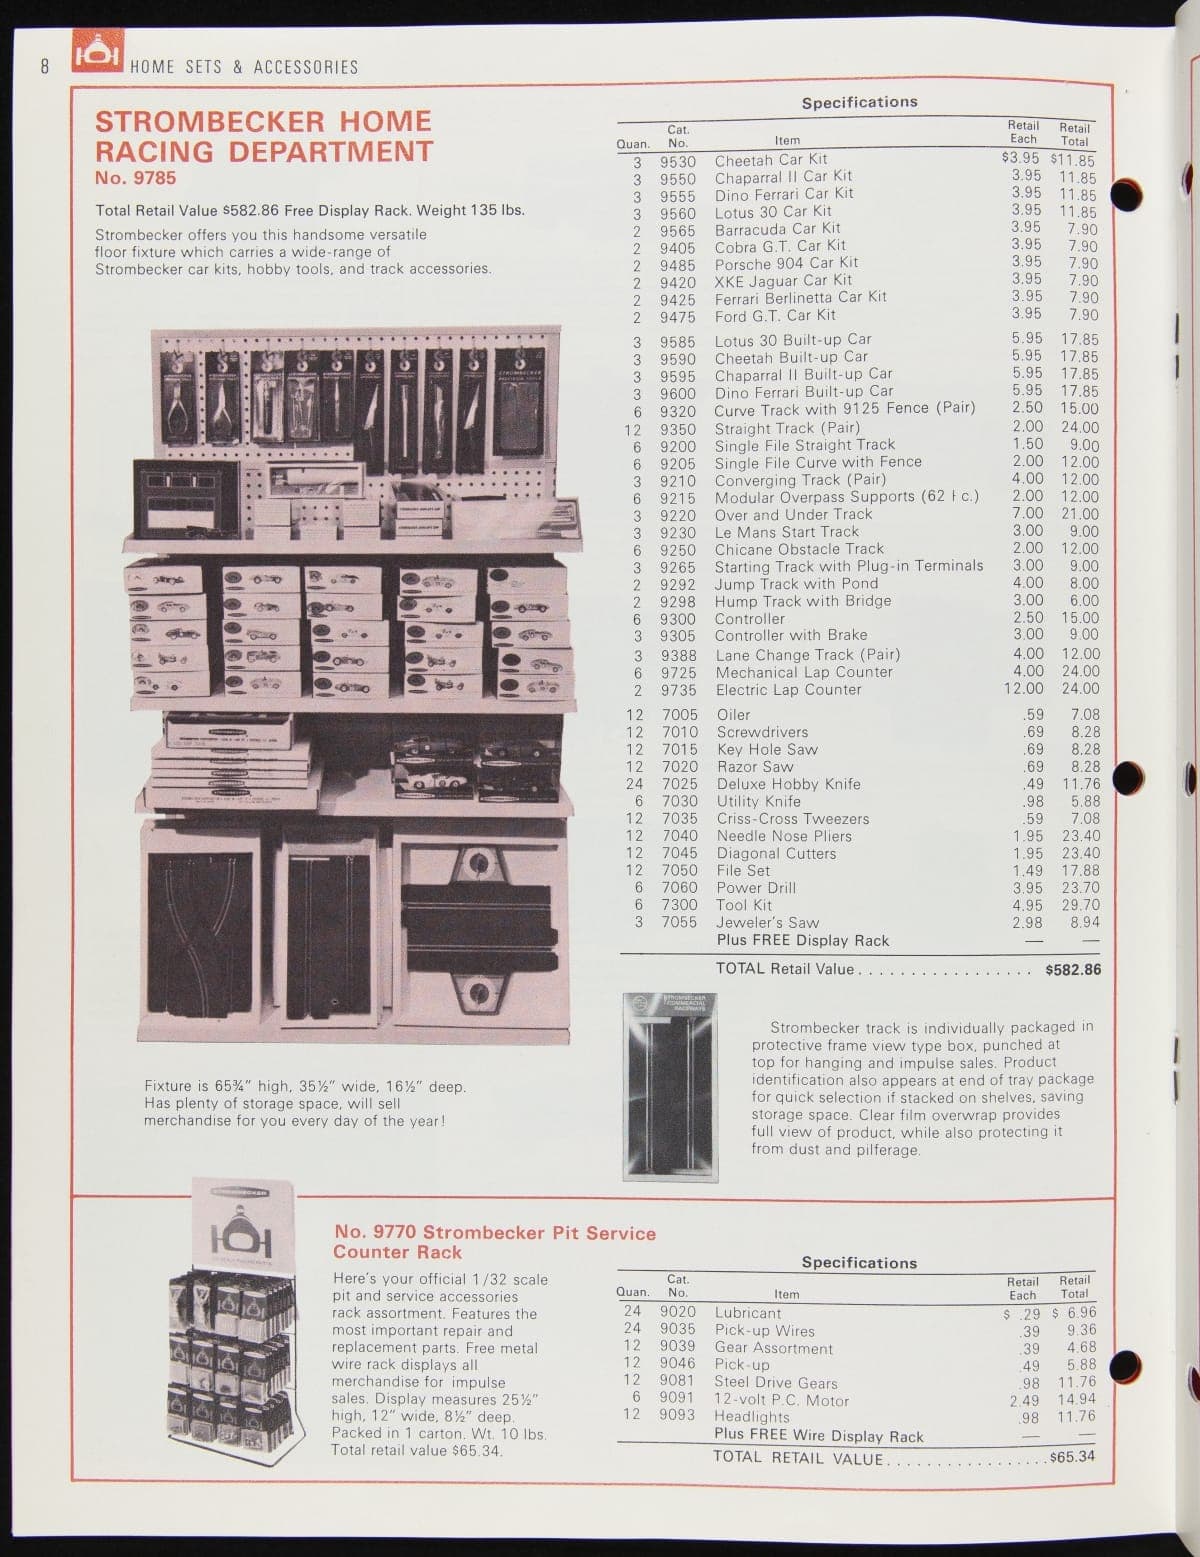 8
HOME SETS & ACCESSORIES
STROMBECKER HOME
RACING DEPARTMENT
No. 9785
Total Retail Value $582.86 Free Display Rack. Weight 135 lbs.
Strombecker offers you this handsome versatile
floor fixture which carries a wide-range of
Strombecker car kits, hobby tools, and track accessories.
Fixture is 65¾" high, 35½" wide, 16½" deep.
Has plenty of storage space, will sell
merchandise for you every day of the year!
Specifications
Quan. Cat. No. Item Retail Each Retail Total
3 9530 Cheetah Car Kit $3.95 $11.85
3 9550 Chaparral II Car Kit 3.95 11.85
3 9555 Dino Ferrari Car Kit 3.95 11.85
3 9560 Lotus 30 Car Kit 3.95 11.85
2 9565 Barracuda Car Kit 3.95 7.90
2 9405 Cobra G.T. Car Kit 3.95 7.90
2 9485 Porsche 904 Car Kit 3.95 7.90
2 9420 XKE Jaguar Car Kit 3.95 7.90
2 9425 Ferrari Berlinetta Car Kit 3.95 7.90
2 9475 Ford G.T. Car Kit 3.95 7.90
3 9585 Lotus 30 Built-up Car 5.95 17.85
3 9590 Cheetah Built-up Car 5.95 17.85
3 9595 Chaparral II Built-up Car 5.95 17.85
3 9600 Dino Ferrari Built-up Car 5.95 17.85
6 9320 Curve Track with 9125 Fence (Pair) 2.50 15.00
12 9350 Straight Track (Pair) 2.00 24.00
6 9200 Single File Straight Track 1.50 9.00
6 9205 Single File Curve with Fence 2.00 12.00
3 9210 Converging Track (Pair) 4.00 12.00
6 9215 Modular Overpass Supports (62 c.) 2.00 12.00
3 9220 Over and Under Track 7.00 21.00
3 9230 Le Mans Start Track 3.00 9.00
6 9250 Chicane Obstacle Track 2.00 12.00
3 9265 Starting Track with Plug-in Terminals 3.00 9.00
2 9292 Jump Track with Pond 4.00 8.00
2 9298 Hump Track with Bridge 3.00 6.00
6 9300 Controller 2.50 15.00
3 9305 Controller with Brake 3.00 9.00
3 9388 Lane Change Track (Pair) 4.00 12.00
6 9725 Mechanical Lap Counter 4.00 24.00
2 9735 Electric Lap Counter 12.00 24.00
12 7005 Oiler .59 7.08
12 7010 Screwdrivers .69 8.28
12 7015 Key Hole Saw .69 8.28
12 7020 Razor Saw .69 8.28
24 7025 Deluxe Hobby Knife .49 11.76
6 7030 Utility Knife .98 5.88
12 7035 Criss-Cross Tweezers .59 7.08
12 7040 Needle Nose Pliers 1.95 23.40
12 7045 Diagonal Cutters 1.95 23.40
12 7050 File Set 1.49 17.88
6 7060 Power Drill 3.95 23.70
6 7300 Tool Kit 4.95 29.70
3 7055 Jeweler's Saw 2.98 8.94
Plus FREE Display Rack — —
TOTAL Retail Value. . . . . . . . . . . . . . . . . $582.86
STROMBECKER
COMMERCIAL
RACEWAYS
Strombecker track is individually packaged in
protective frame view type box, punched at
top for hanging and impulse sales. Product
identification also appears at end of tray package
for quick selection if stacked on shelves, saving
storage space. Clear film overwrap provides
full view of product, while also protecting it
from dust and pilferage.
STROMBECKER
No. 9770 Strombecker Pit Service
Counter Rack
Here's your official 1/32 scale
pit and service accessories
rack assortment. Features the
most important repair and
replacement parts. Free metal
wire rack displays all
merchandise for impulse
sales. Display measures 25½"
high, 12" wide, 8½" deep.
Packed in 1 carton. Wt. 10 lbs.
Total retail value $65.34.
Specifications
Quan. Cat. No. Item Retail Each Retail Total
24 9020 Lubricant $ .29 $ 6.96
24 9035 Pick-up Wires .39 9.36
12 9039 Gear Assortment .39 4.68
12 9046 Pick-up .49 5.88
12 9081 Steel Drive Gears .98 11.76
6 9091 12-volt P.C. Motor 2.49 14.94
12 9093 Headlights .98 11.76
Plus FREE Wire Display Rack — —
TOTAL RETAIL VALUE. . . . . . . . . . . . . . . . . $65.34